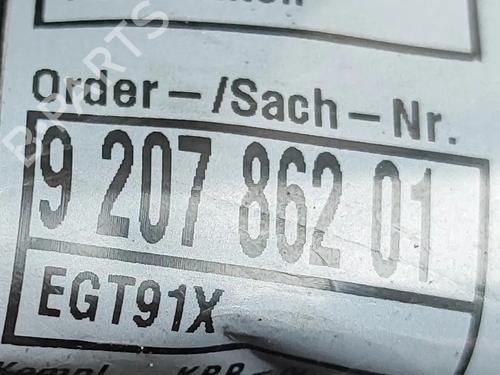 Order-/Sach-Nr.
9 207 862 01
EGT91X